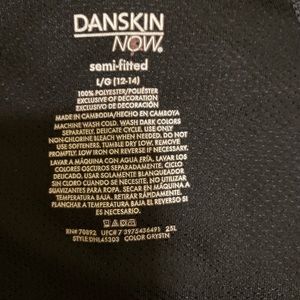 DANSKIN
NOW.
semi-fitted
L/G (12-14)
100% POLYESTER/POLIÉSTER
EXCLUSIVE OF DECORATION
EXCLUSIVO DE DECORACIÓN
MADE IN CAMBODIA/HECHO EN CAMBOYA
MACHINE WASH COLD. WASH DARK COLORS
SEPARATELY, DELICATE CYCLE. USE ONLY
NON-CHLORINE BLEACH WHEN NEEDED. DO NOT
USE SOFTENERS. TUMBLE DRY LOW. REMOVE
PROMPTLY. LOW IRON ON REVERSE IF NECESSARY.
LAVAR A MÁQUINA CON AGUA FRÍA. LAVAR LOS
COLORES OSCUROS SEPARADAMENTE. CICLO
DELICADO. USAR SOLAMENTE BLANQUEADOR
SIN CLORO CUANDO SE NECESITE. NO UTILIZAR
SUAVIZANTES PARA ROPA. SECAR EN MÁQUINA A
TEMPERATURA BAJA. RETIRAR RÁPIDAMENTE.
PLANCHAR A TEMPERATURA BAJA EL REVERSO SI
ES NECESARIO.
RN# 70892 UPC# 7 3975436491 25L
STYLE:DNL45303 COLOR GRYSTN